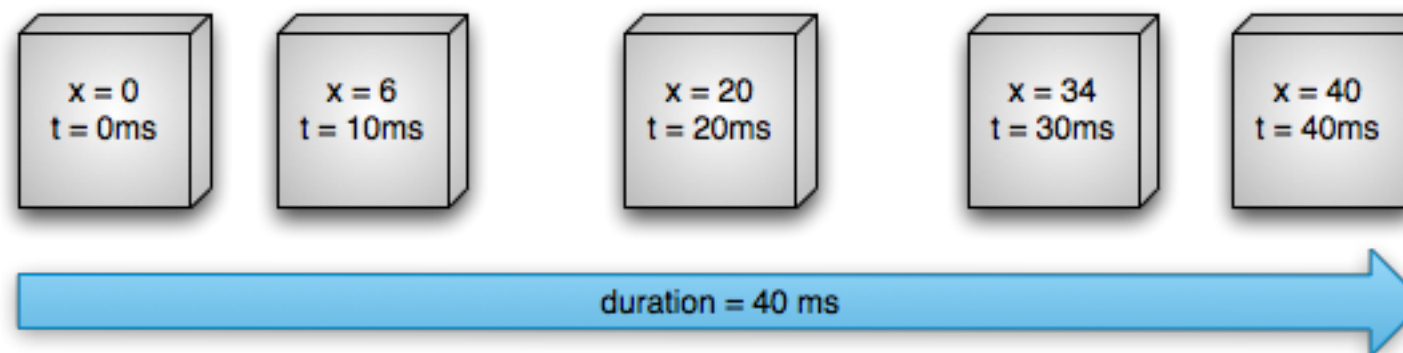 x = 0
t = 0ms
x = 6
t = 10ms
x = 20
t = 20ms
x = 34
t = 30ms
x = 40
t = 40ms
duration = 40 ms